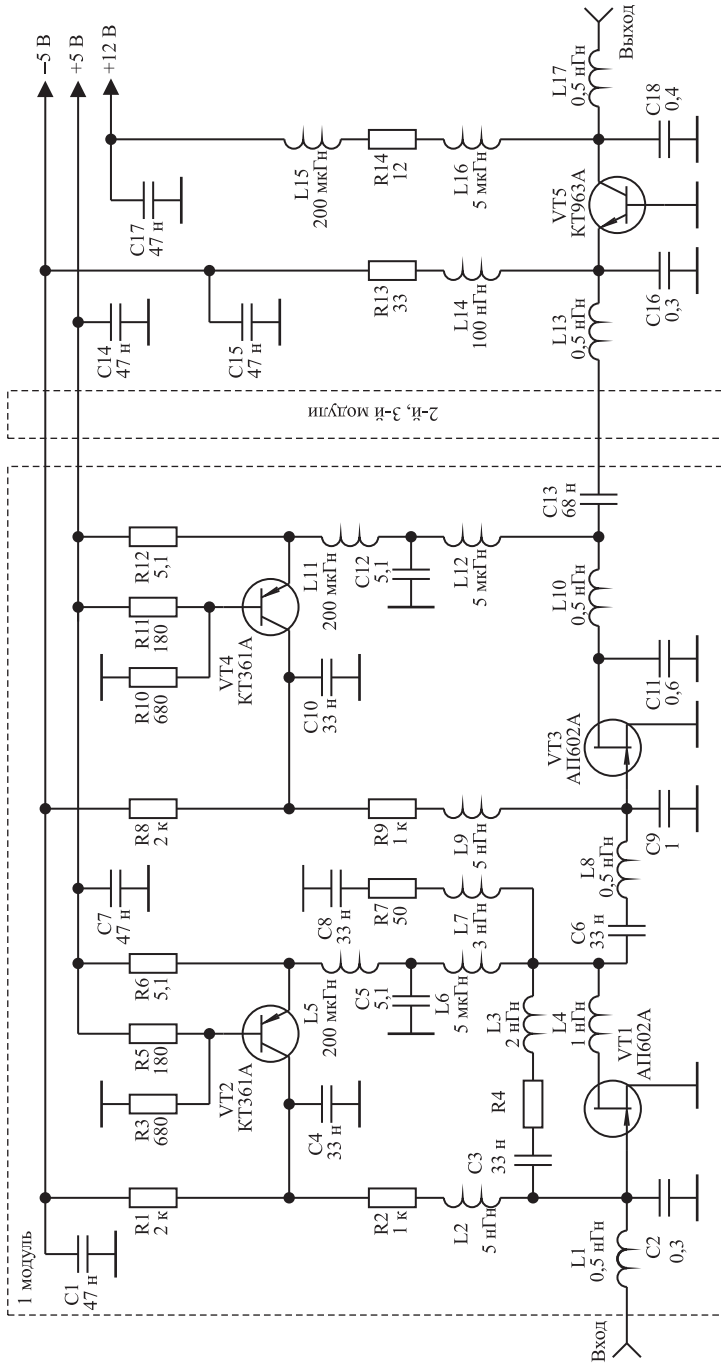 1 модуль
C1
47 н
R1
2 к
R2
1 к
L2
5 нГн
Вход
L1
0,5 нГн
C2
0,3
R3
680
R5
180
R6
5,1
VT2
КТ361А
C4
33 н
L5
200 мкГн
C5
5,1
L6
5 мкГн
C3
33 н
R4
L3
2 нГн
L4
1 нГн
VT1
АП602А
C7
47 н
C8
33 н
R7
50
L7
3 нГн
C6
33 н
L8
0,5 нГн
R8
2 к
R9
1 к
L9
5 нГн
C9
1
R10
680
R11
180
R12
5,1
VT4
КТ361А
C10
33 н
L11
200 мкГн
C12
5,1
L12
5 мкГн
VT3
АП602А
C11
0,6
L10
0,5 нГн
C13
68 н
2-й, 3-й модули
C14
47 н
C15
47 н
R13
33
L14
100 нГн
L13
0,5 нГн
C16
0,3
–5 В
+5 В
+12 В
C17
47 н
L15
200 мкГн
R14
12
L16
5 мкГн
VT5
КТ963А
L17
0,5 нГн
C18
0,4
Выход